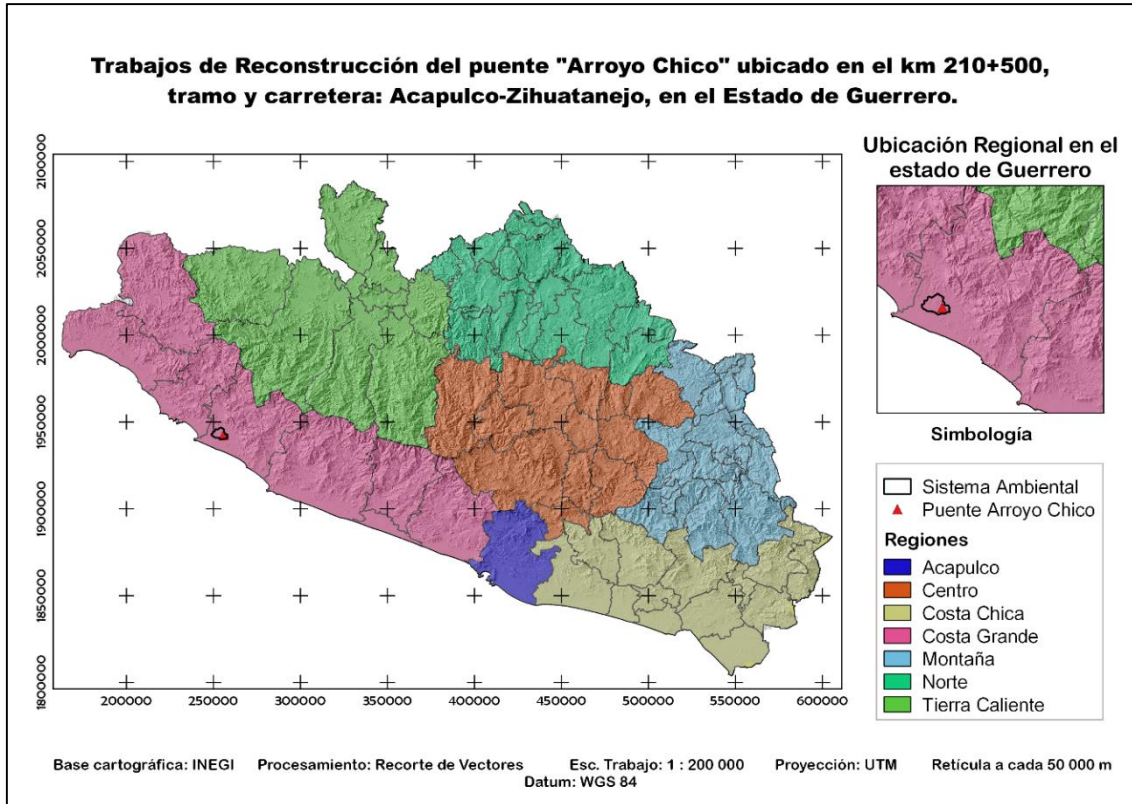 Trabajos de Reconstrucción del puente "Arroyo Chico" ubicado en el km 210+500,
tramo y carretera: Acapulco-Zihuatanejo, en el Estado de Guerrero.
Ubicación Regional en el
estado de Guerrero
2100000
2050000
2000000
1950000
1900000
1850000
1800000
200000
250000
300000
350000
400000
450000
500000
550000
600000
Simbología
Sistema Ambiental
Puente Arroyo Chico
Regiones
Acapulco
Centro
Costa Chica
Costa Grande
Montaña
Norte
Tierra Caliente
Base cartográfica: INEGI Procesamiento: Recorte de Vectores Esc. Trabajo: 1 : 200 000 Proyección: UTM Retícula a cada 50 000 m
Datum: WGS 84